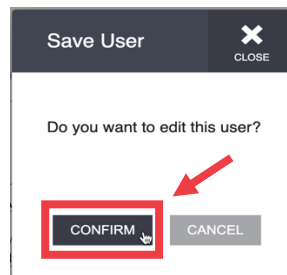 Save User
CLOSE
Do you want to edit this user?
CONFIRM
CANCEL